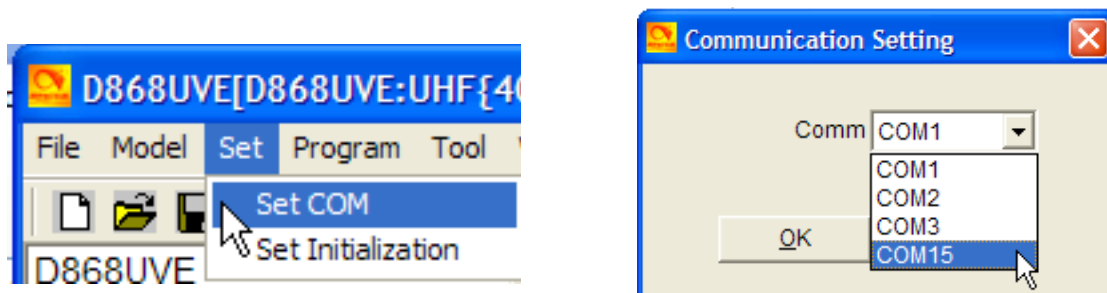 D868UVE[D868UVE:UHF{40
File Model Set Program Tool
Set COM
Set Initialization
D868UVE
Communication Setting
Comm COM1
COM1
COM2
COM3
COM15
OK